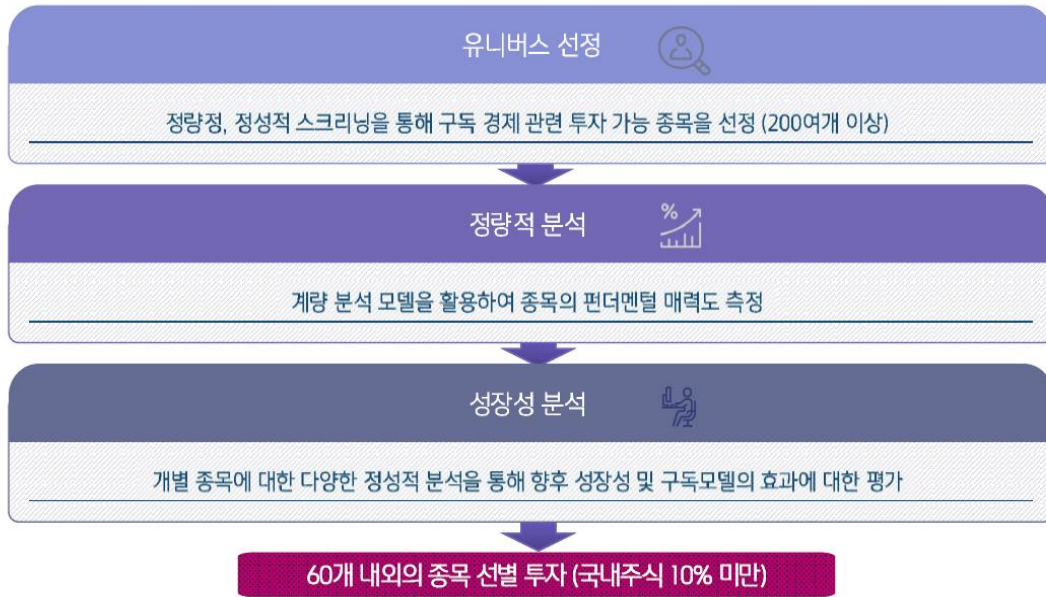 유니버스 선정
정량정, 정성적 스크리닝을 통해 구독 경제 관련 투자 가능 종목을 선정 (200여개 이상)
정량적 분석
%
계량 분석 모델을 활용하여 종목의 펀더멘털 매력도 측정
성장성 분석
개별 종목에 대한 다양한 정성적 분석을 통해 향후 성장성 및 구독모델의 효과에 대한 평가
60개 내외의 종목 선별 투자 (국내주식 10% 미만)